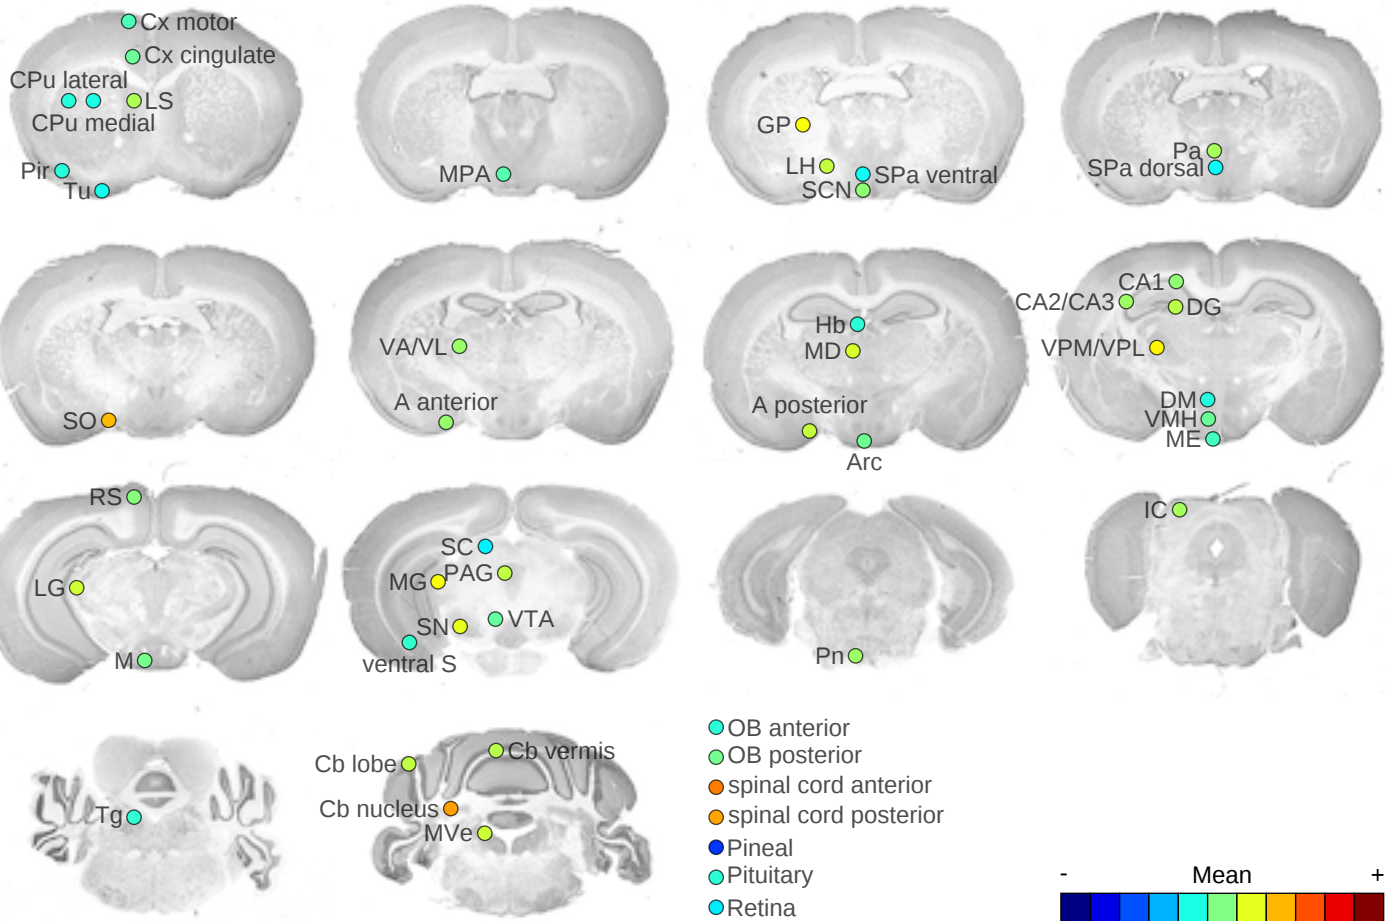 Cx motor
Cx cingulate
CPu lateral
LS
CPu medial
Pir
Tu
MPA
GP
LH
SPa ventral
SCN
Pa
SPa dorsal
SO
VA/VL
A anterior
Hb
MD
A posterior
Arc
CA1
CA2/CA3
DG
VPM/VPL
DM
VMH
ME
RS
LG
M
SC
PAG
MG
SN
VTA
ventral S
Pn
IC
Tg
Cb lobe
Cb vermis
Cb nucleus
MVe
OB anterior
OB posterior
spinal cord anterior
spinal cord posterior
Pineal
Pituitary
Retina
- Mean +